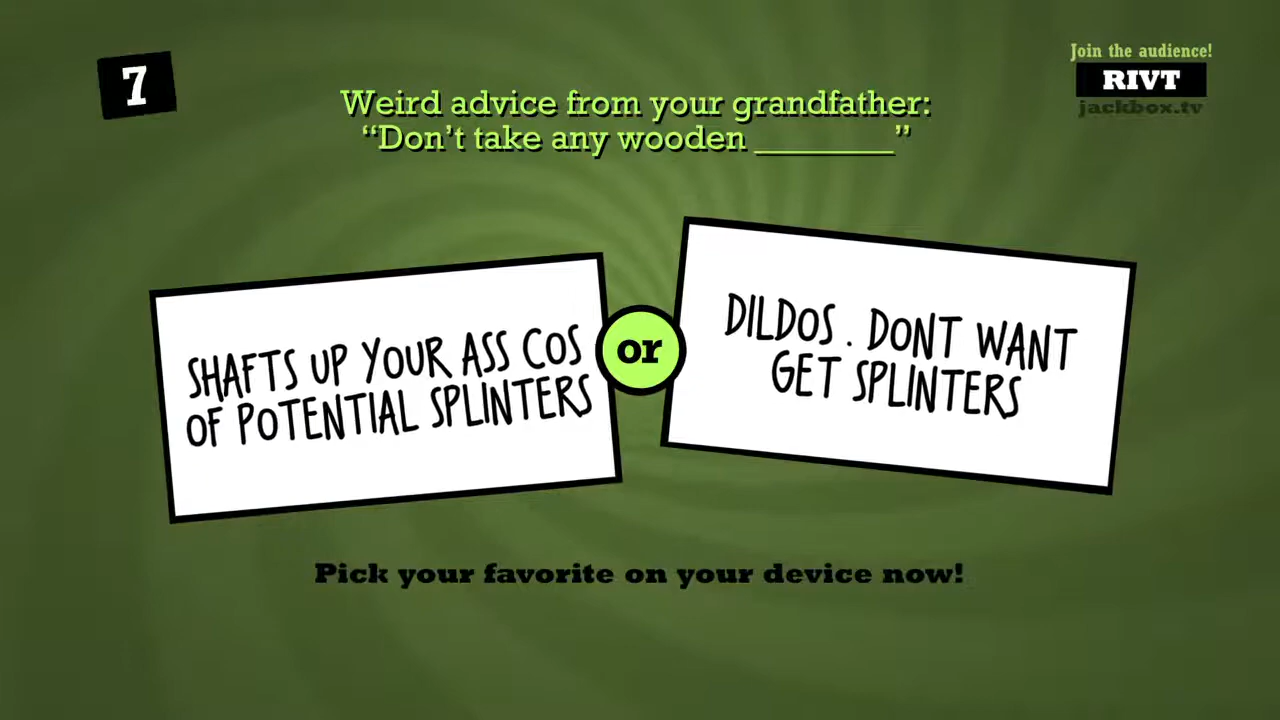 7
Join the audience!
RIVT
jackbox.tv
Weird advice from your grandfather:
“Don’t take any wooden ________”
SHAFTS UP YOUR ASS COS
OF POTENTIAL SPLINTERS
or
DILDOS . DONT WANT
GET SPLINTERS
Pick your favorite on your device now!